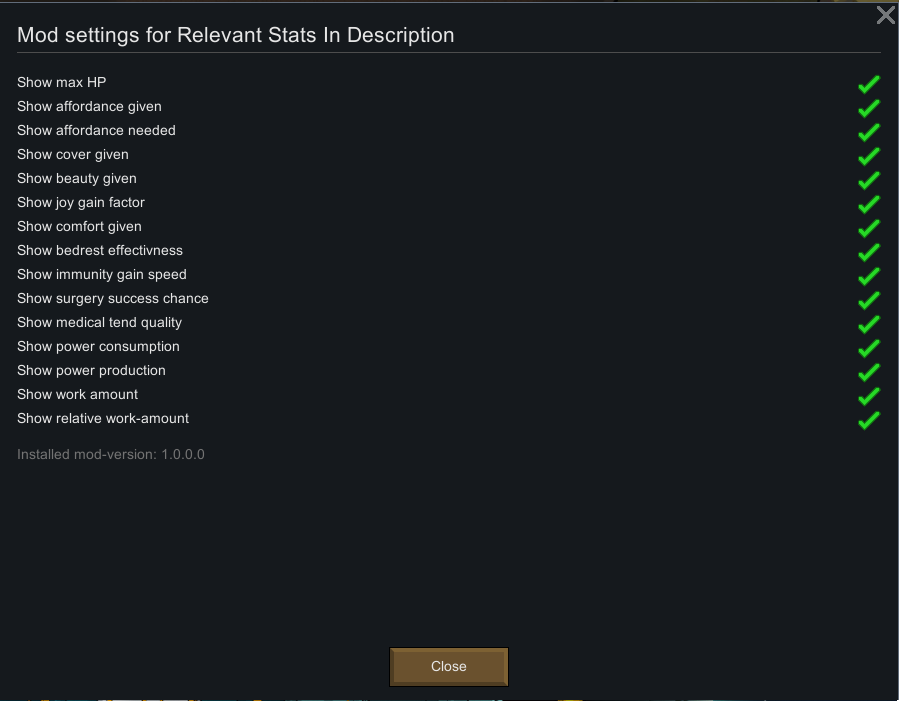 Mod settings for Relevant Stats In Description
Show max HP
Show affordance given
Show affordance needed
Show cover given
Show beauty given
Show joy gain factor
Show comfort given
Show bedrest effectivness
Show immunity gain speed
Show surgery success chance
Show medical tend quality
Show power consumption
Show power production
Show work amount
Show relative work-amount
Installed mod-version: 1.0.0.0
Close